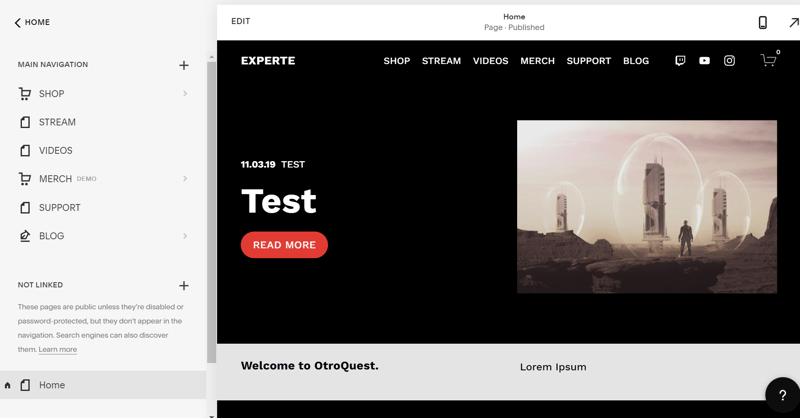 HOME
MAIN NAVIGATION
SHOP
STREAM
VIDEOS
MERCH DEMO
SUPPORT
BLOG
NOT LINKED
These pages are public unless they're disabled or
password-protected, but they don't appear in the
navigation. Search engines can also discover
them. Learn more
Home
EDIT
Home
Page · Published
EXPERTE
SHOP STREAM VIDEOS MERCH SUPPORT BLOG
0
11.03.19 TEST
Test
READ MORE
Welcome to OtroQuest.
Lorem Ipsum
?